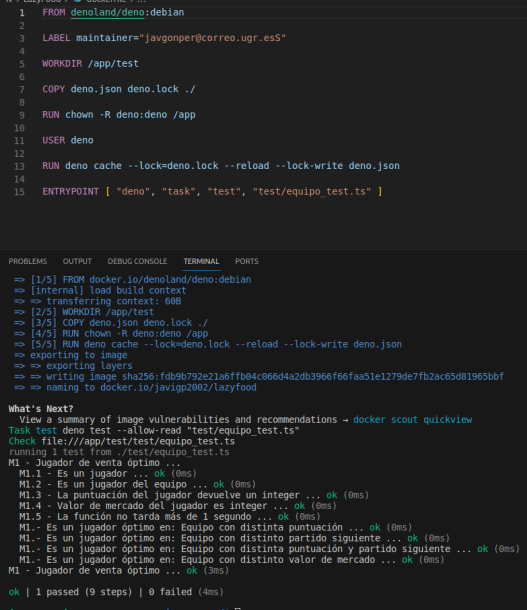 1 FROM denoland/deno:debian
2
3 LABEL maintainer="javgonper@correo.ugr.esS"
4
5 WORKDIR /app/test
6
7 COPY deno.json deno.lock ./
8
9 RUN chown -R deno:deno /app
10
11 USER deno
12
13 RUN deno cache --lock=deno.lock --reload --lock-write deno.json
14
15 ENTRYPOINT [ "deno", "task", "test", "test/equipo_test.ts" ]
PROBLEMS OUTPUT DEBUG CONSOLE TERMINAL PORTS
=> [1/5] FROM docker.io/denoland/deno:debian
=> [internal] load build context
=> => transferring context: 60B
=> [2/5] WORKDIR /app/test
=> [3/5] COPY deno.json deno.lock ./
=> [4/5] RUN chown -R deno:deno /app
=> [5/5] RUN deno cache --lock=deno.lock --reload --lock-write deno.json
=> exporting to image
=> => exporting layers
=> => writing image sha256:fdb9b792e21a6ffb04c066d4a2db3966f66faa51e1279de7fb2ac65d81965bbf
=> => naming to docker.io/javigp2002/lazyfood
What's Next?
View a summary of image vulnerabilities and recommendations → docker scout quickview
Task test deno test --allow-read "test/equipo_test.ts"
Check file:///app/test/test/equipo_test.ts
running 1 test from ./test/equipo_test.ts
M1 - Jugador de venta óptimo ...
M1.1 - Es un jugador ... ok (0ms)
M1.2 - Es un jugador del equipo ... ok (0ms)
M1.3 - La puntuación del jugador devuelve un integer ... ok (0ms)
M1.4 - Valor de mercado del jugador es integer ... ok (0ms)
M1.5 - La función no tarda más de 1 segundo ... ok (0ms)
M1.- Es un jugador óptimo en: Equipo con distinta puntuación ... ok (0ms)
M1.- Es un jugador óptimo en: Equipo con distinto partido siguiente ... ok (0ms)
M1.- Es un jugador óptimo en: Equipo con distinta puntuación y partido siguiente ... ok (0ms)
M1.- Es un jugador óptimo en: Equipo con distinto valor de mercado ... ok (0ms)
M1 - Jugador de venta óptimo ... ok (3ms)
ok | 1 passed (9 steps) | 0 failed (4ms)